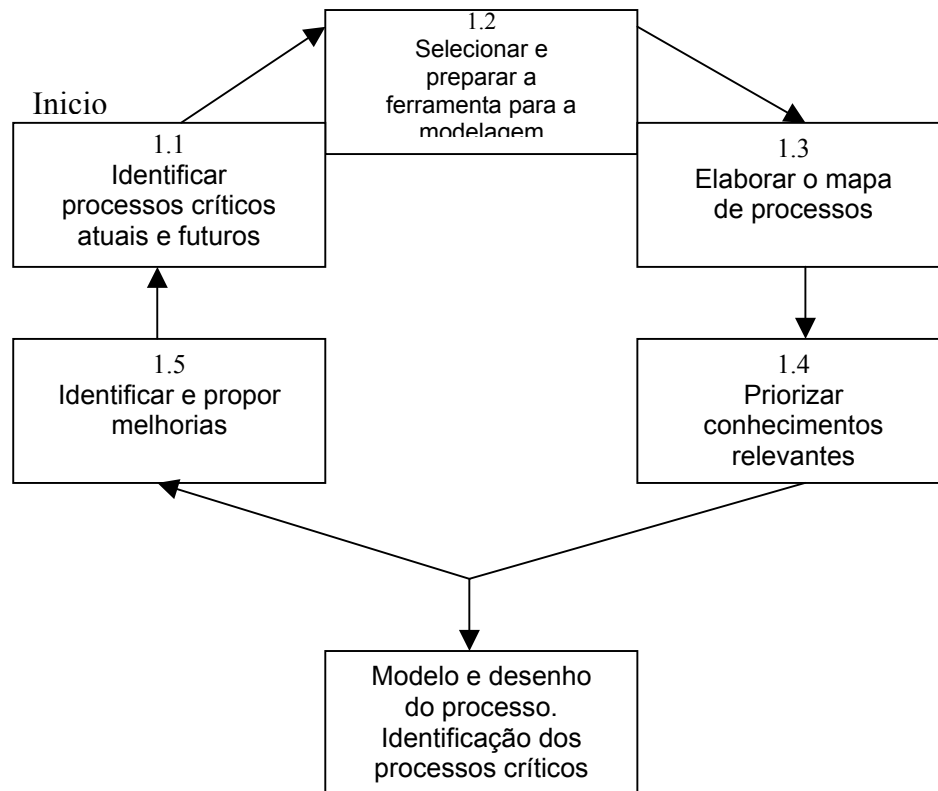 Inicio
1.1
Identificar
processos críticos
atuais e futuros
1.2
Selecionar e
preparar a
ferramenta para a
modelagem
1.3
Elaborar o mapa
de processos
1.4
Priorizar
conhecimentos
relevantes
1.5
Identificar e propor
melhorias
Modelo e desenho
do processo.
Identificação dos
processos críticos